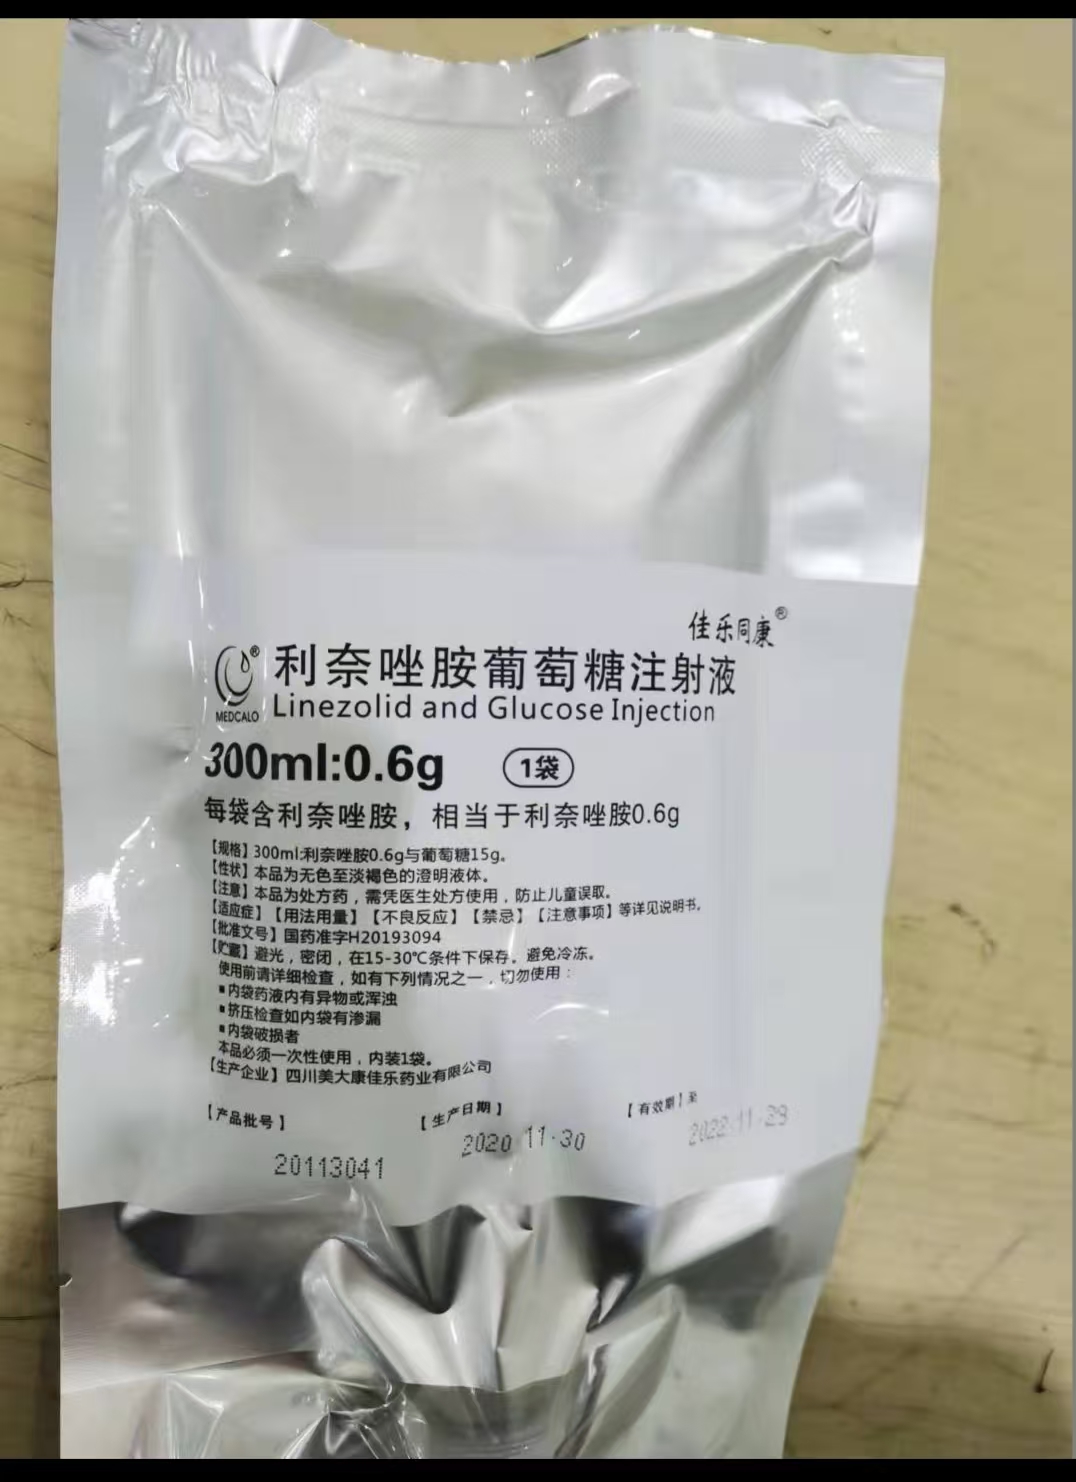 佳乐同康®
®
MEDCALO
利奈唑胺葡萄糖注射液
Linezolid and Glucose Injection
300ml:0.6g 1袋
每袋含利奈唑胺，相当于利奈唑胺0.6g
【规格】300ml:利奈唑胺0.6g与葡萄糖15g。
【性状】本品为无色至淡褐色的澄明液体。
【注意】本品为处方药，需凭医生处方使用，防止儿童误取。
【适应症】【用法用量】【不良反应】【禁忌】【注意事项】等详见说明书。
【批准文号】国药准字H20193094
【贮藏】避光，密闭，在15-30℃条件下保存。避免冷冻。
使用前请详细检查，如有下列情况之一，切勿使用：
▪内袋药液内有异物或浑浊
▪挤压检查如内袋有渗漏
▪内袋破损者
本品必须一次性使用，内装1袋。
【生产企业】四川美大康佳乐药业有限公司
【产品批号】 【生产日期】 【有效期】至
20113041 2020·11·30 2022·11·29